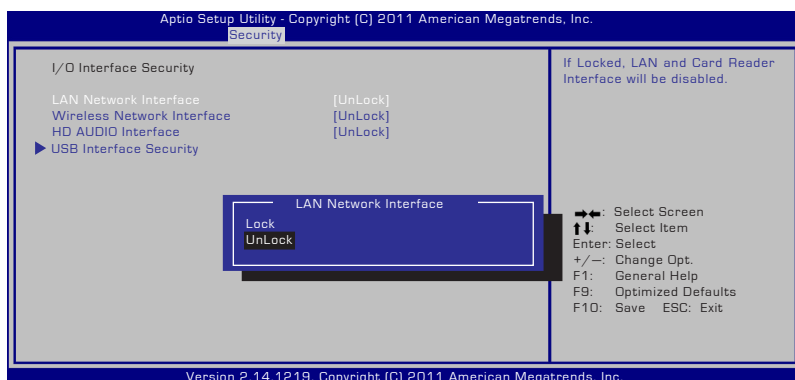 Aptio Setup Utility - Copyright (C) 2011 American Megatrends, Inc.
Security
I/O Interface Security
LAN Network Interface [UnLock]
Wireless Network Interface [UnLock]
HD AUDIO Interface [UnLock]
USB Interface Security
If Locked, LAN and Card Reader
Interface will be disabled.
LAN Network Interface
Lock
UnLock
→←: Select Screen
↑↓: Select Item
Enter: Select
+/—: Change Opt.
F1: General Help
F9: Optimized Defaults
F10: Save ESC: Exit
Version 2.14.1219. Copyright (C) 2011 American Megatrends, Inc.